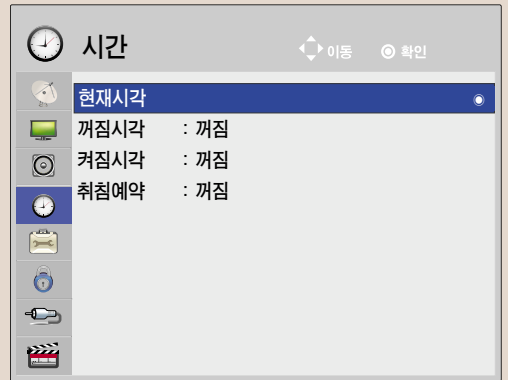 시간 이동 확인
현재시각
꺼짐시각 : 꺼짐
켜짐시각 : 꺼짐
취침예약 : 꺼짐